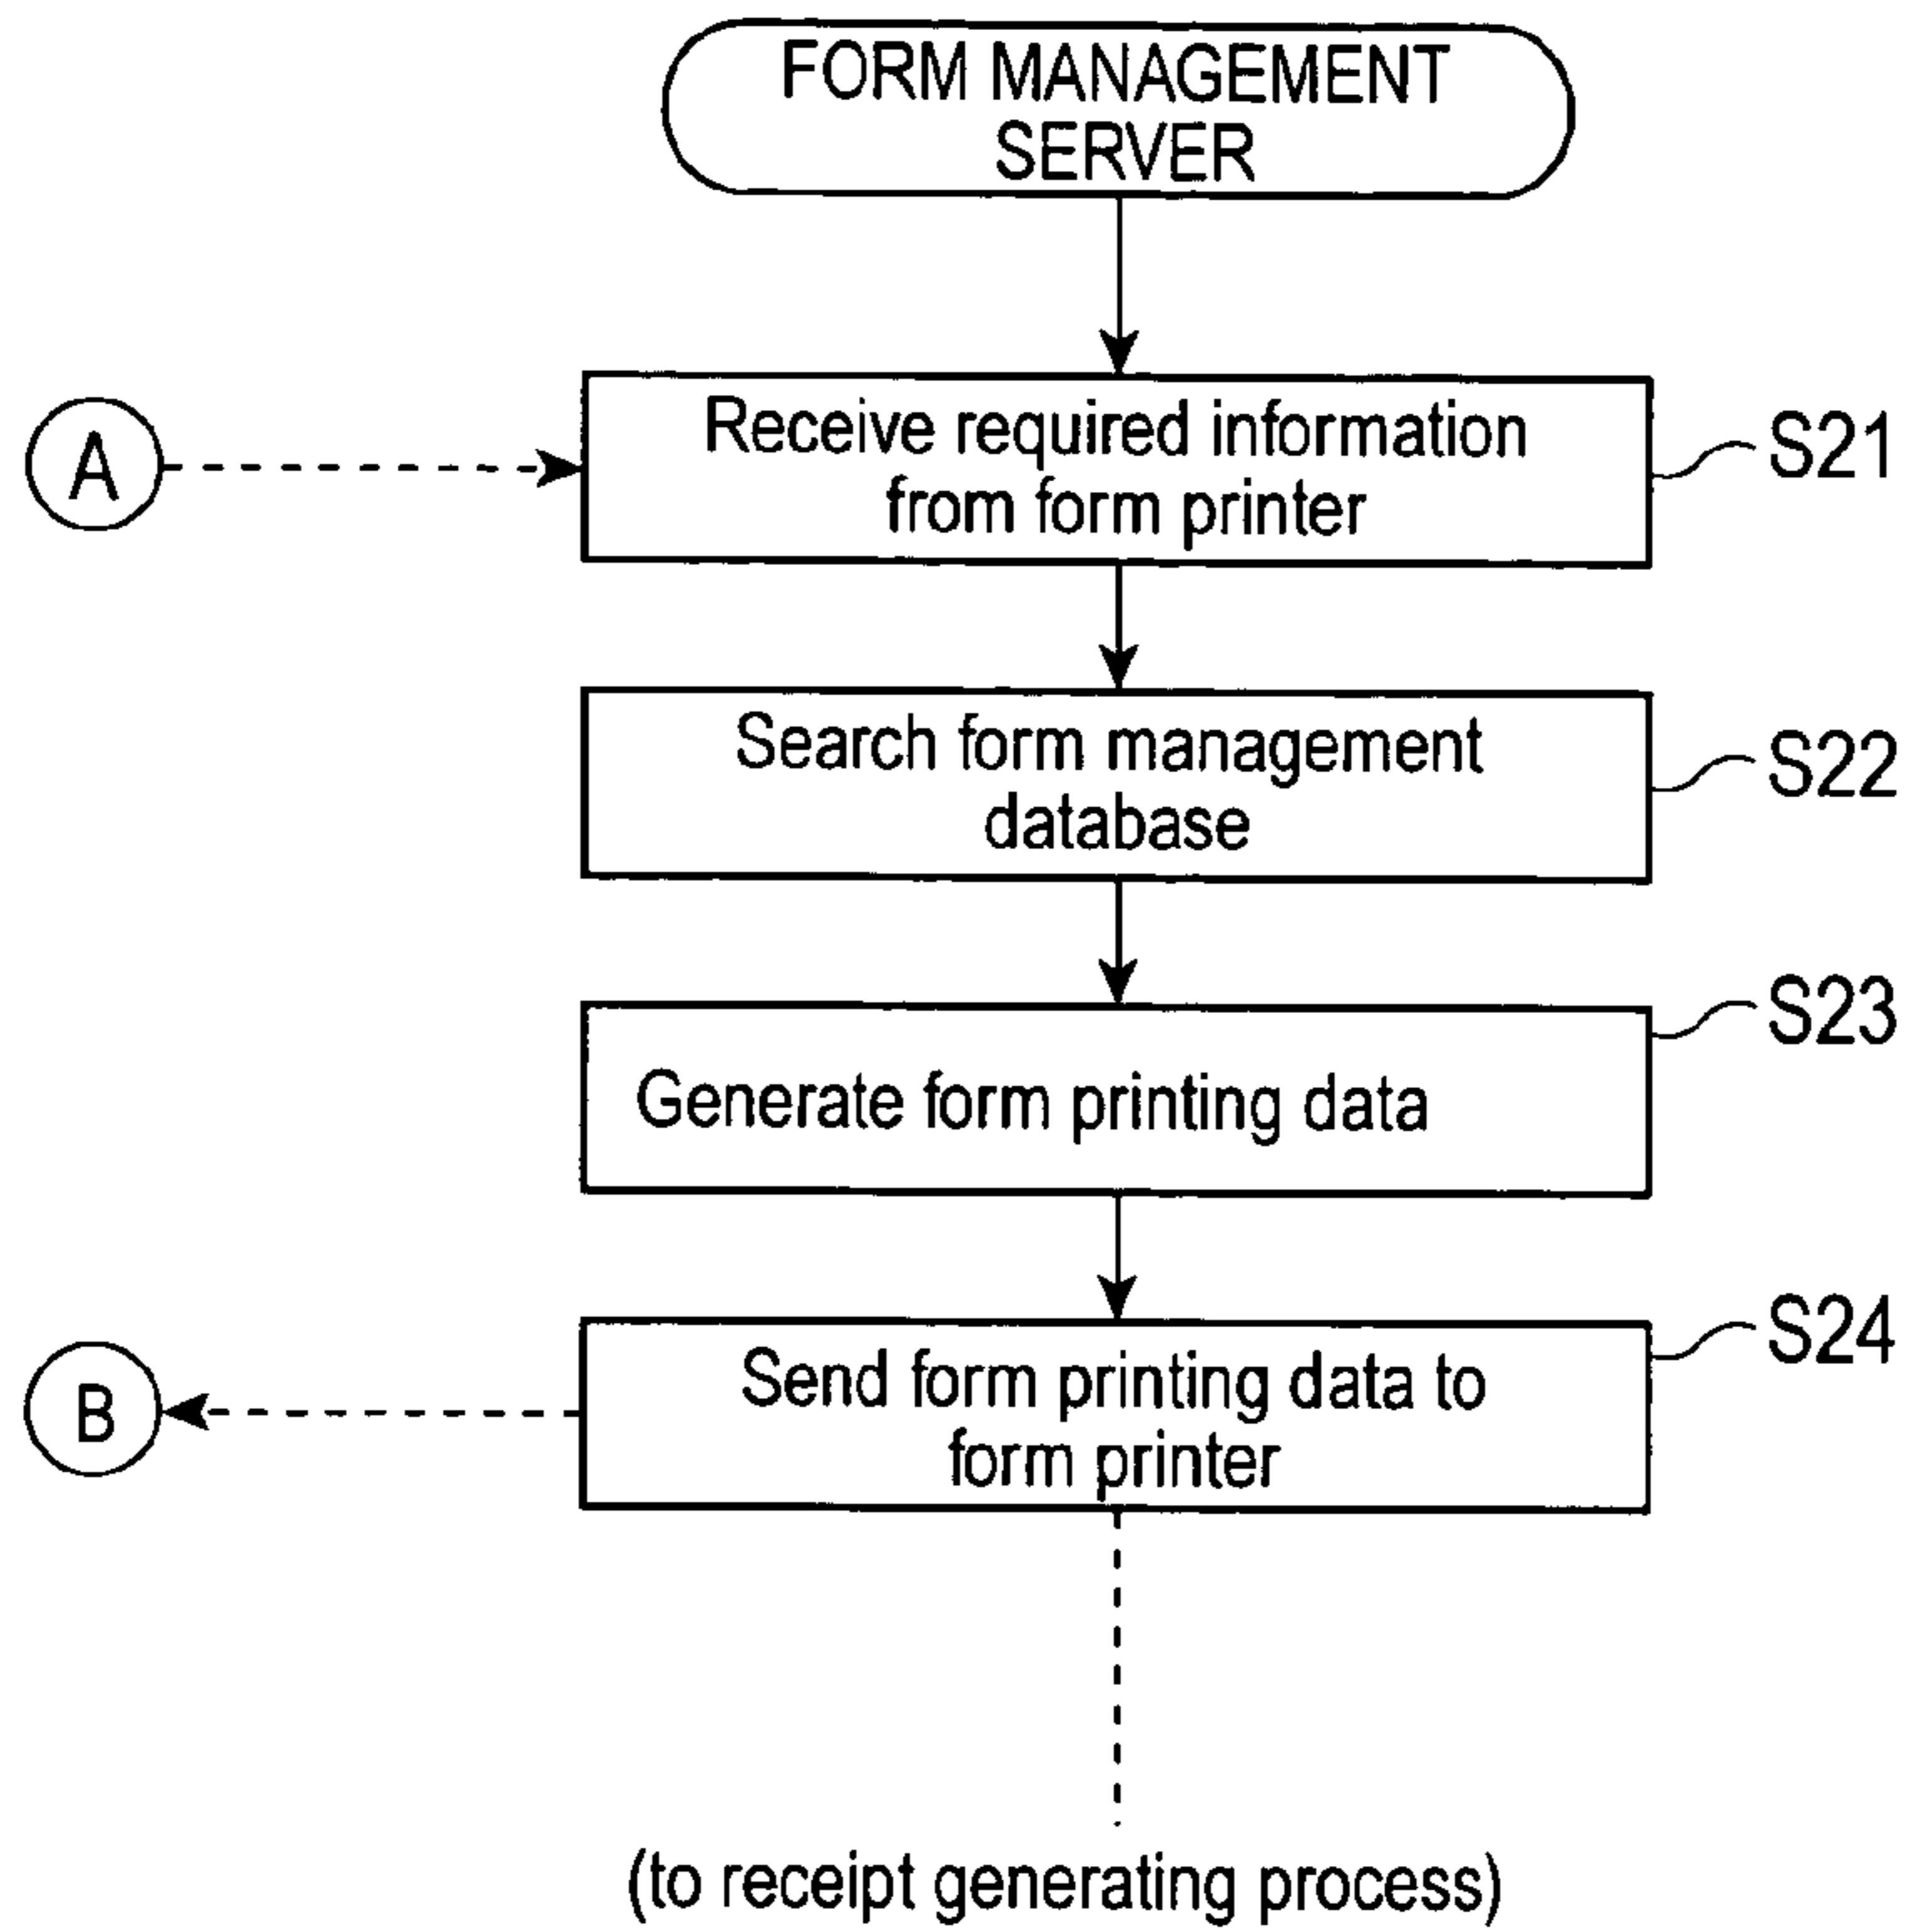 FORM MANAGEMENT
SERVER
A
Receive required information
from form printer
S21
Search form management
database
S22
Generate form printing data
S23
B
Send form printing data to
form printer
S24
(to receipt generating process)